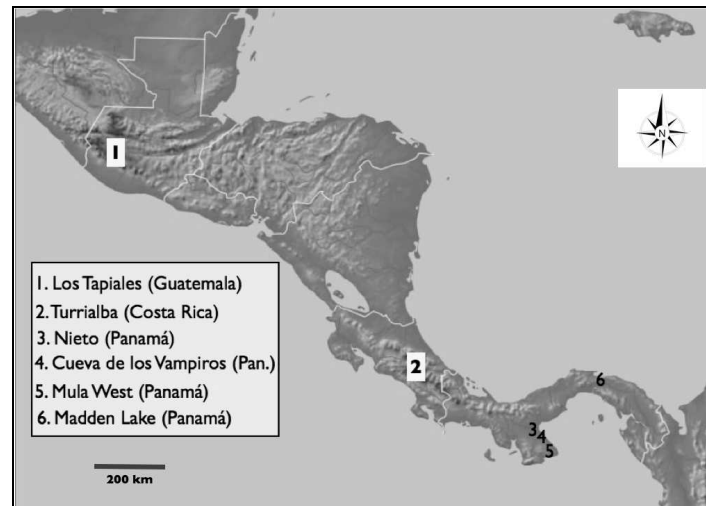 1
N
1. Los Tapiales (Guatemala)
2. Turrialba (Costa Rica)
3. Nieto (Panamá)
4. Cueva de los Vampiros (Pan.)
5. Mula West (Panamá)
6. Madden Lake (Panamá)
2
6
3
4
5
200 km